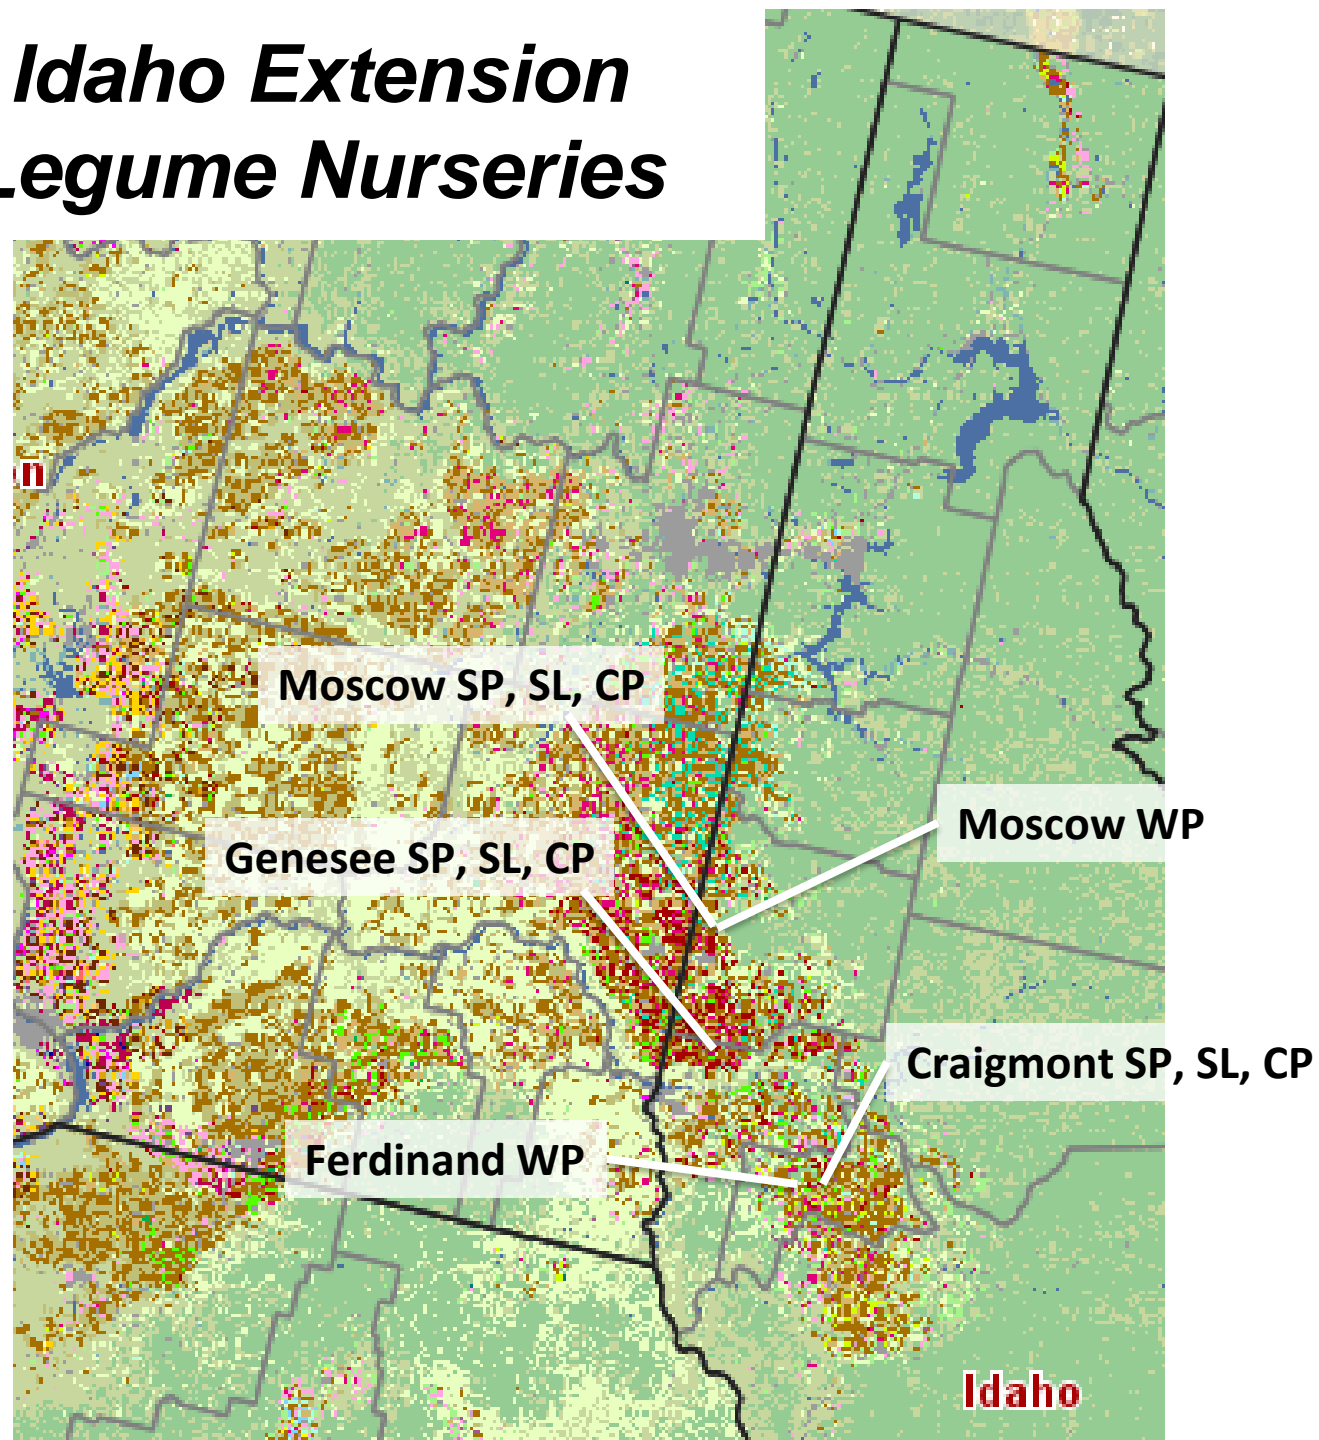 Idaho Extension
Legume Nurseries
n
Moscow SP, SL, CP
Moscow WP
Genesee SP, SL, CP
Craigmont SP, SL, CP
Ferdinand WP
Idaho